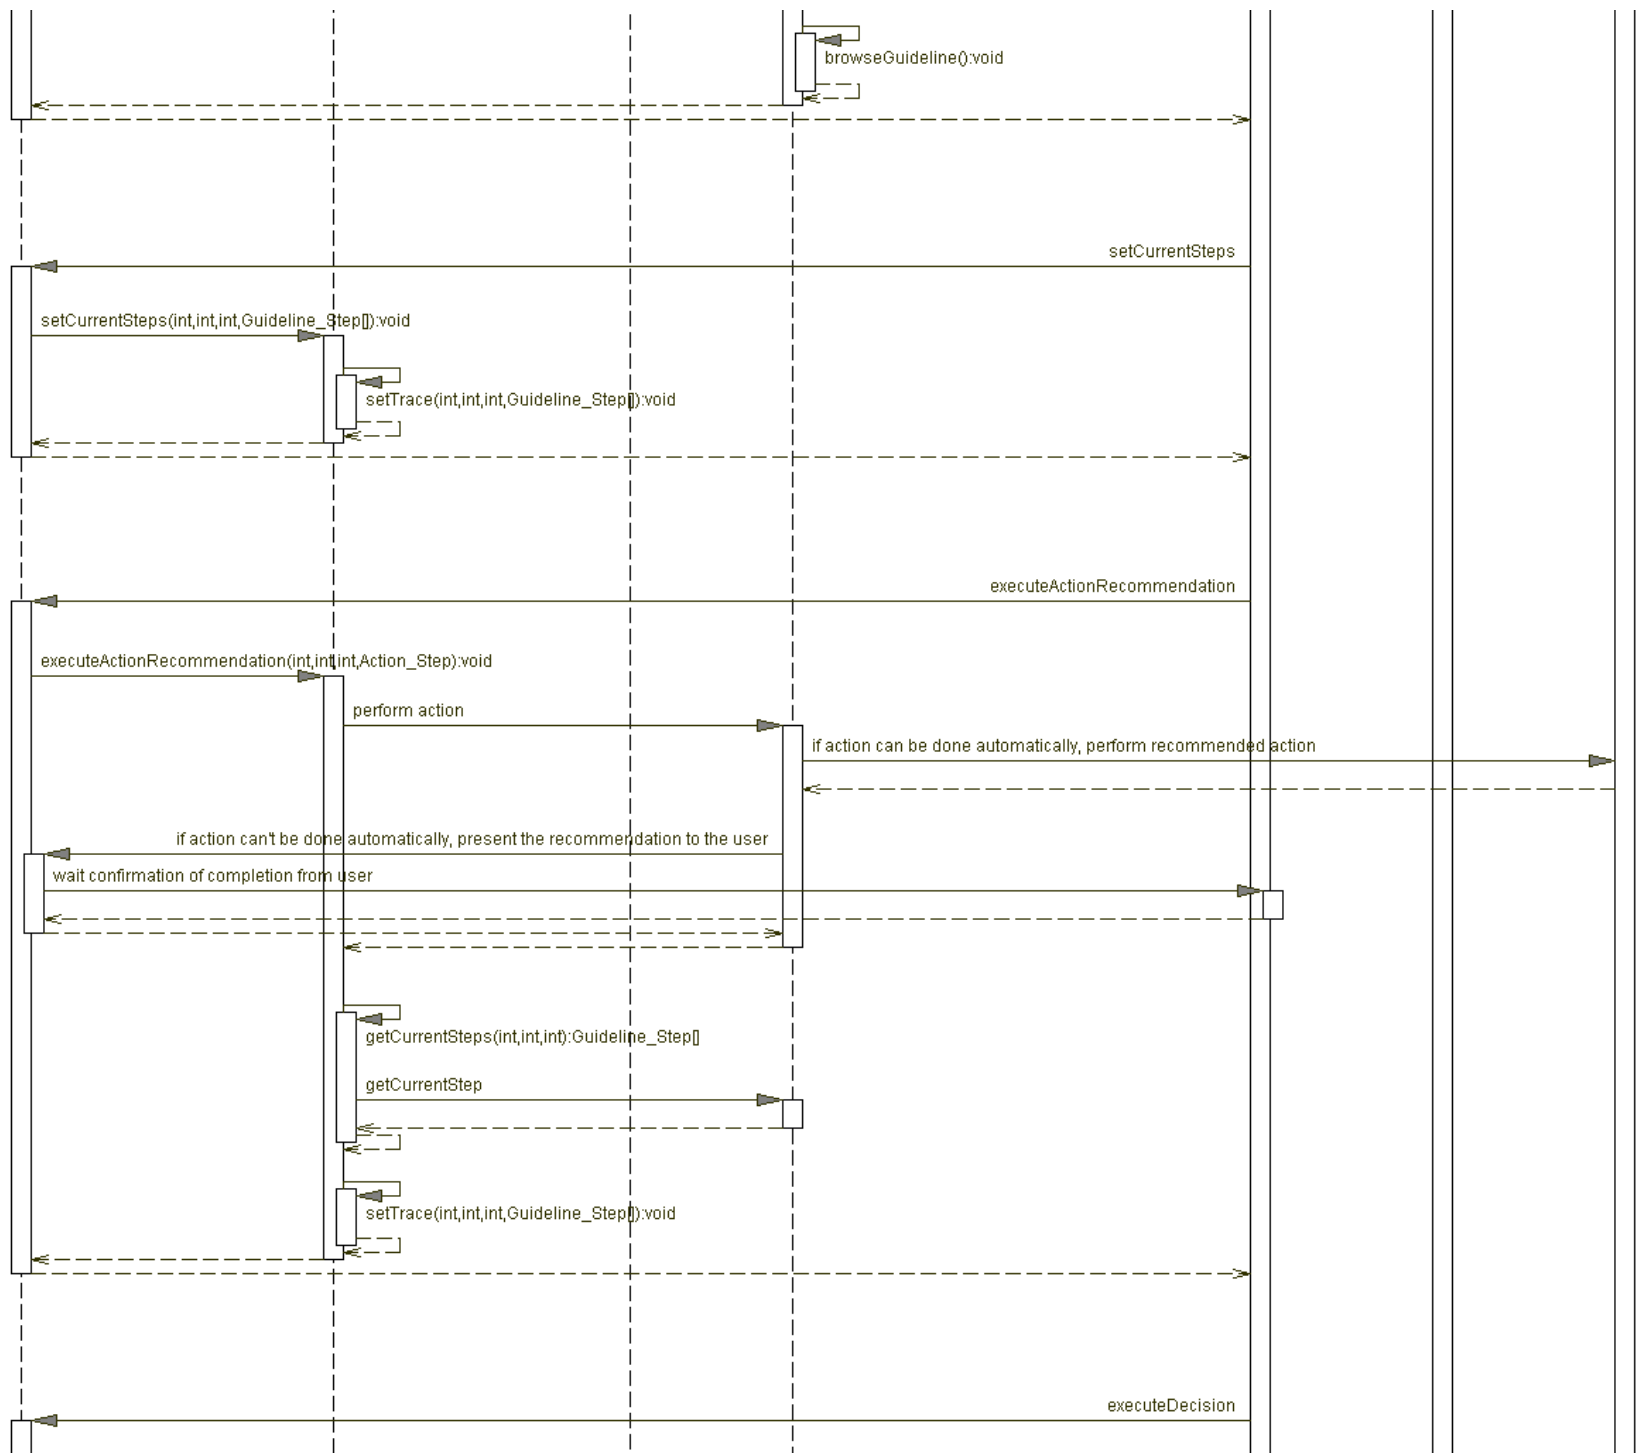 browseGuideline():void
setCurrentSteps
setCurrentSteps(int,int,int,Guideline_Step[]):void
setTrace(int,int,int,Guideline_Step[]):void
executeActionRecommendation
executeActionRecommendation(int,int,int,Action_Step):void
perform action
if action can be done automatically, perform recommended action
if action can't be done automatically, present the recommendation to the user
wait confirmation of completion from user
getCurrentSteps(int,int,int):Guideline_Step[]
getCurrentStep
setTrace(int,int,int,Guideline_Step[]):void
executeDecision